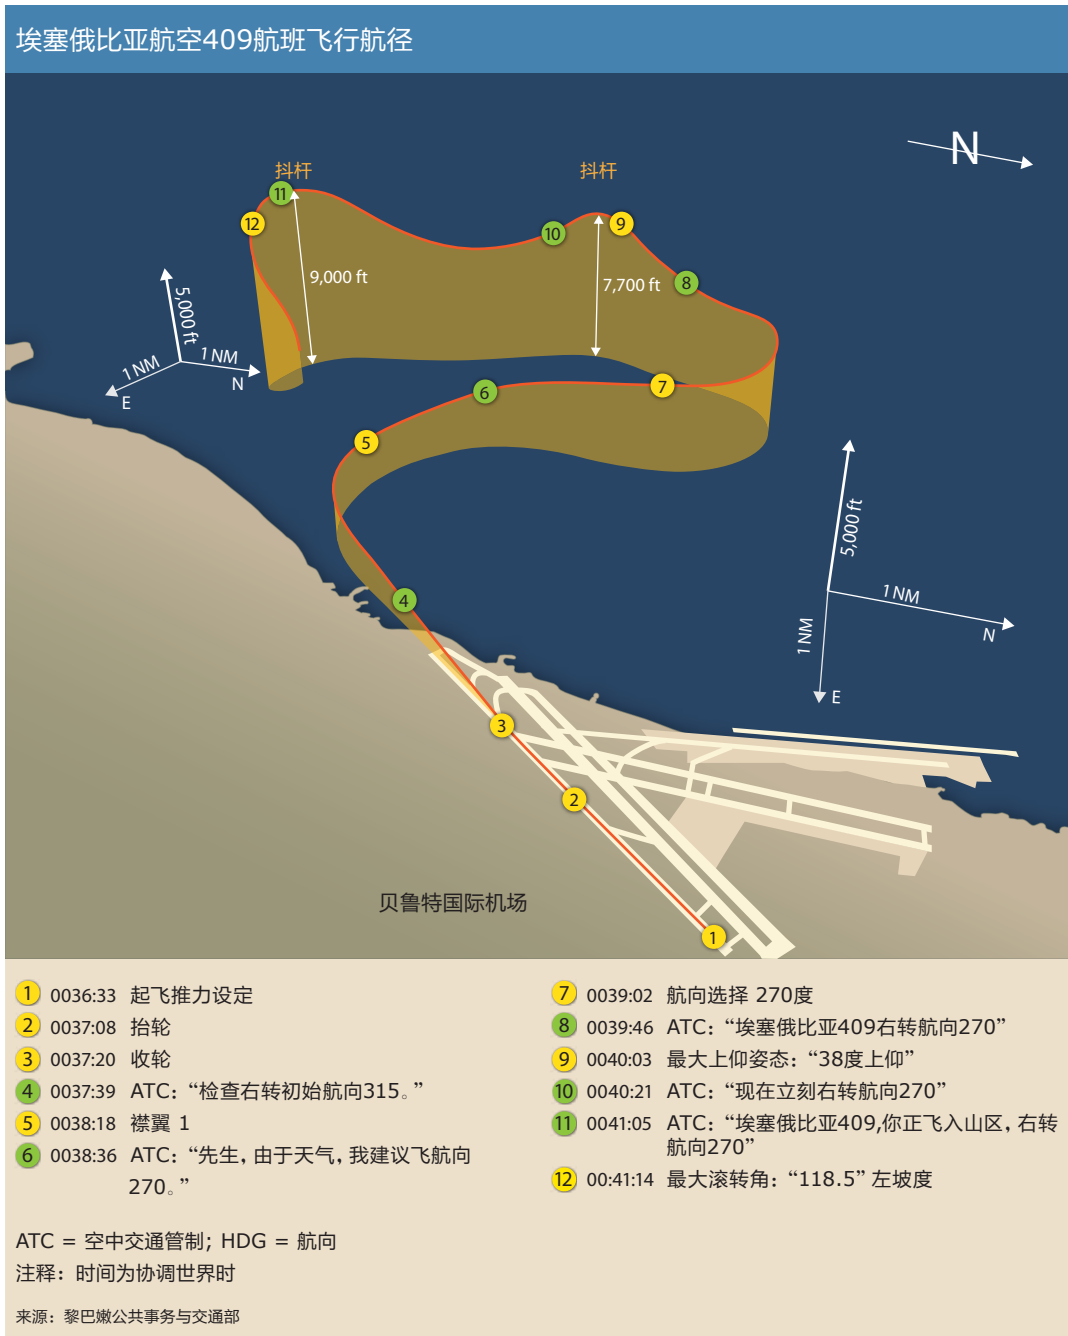 埃塞俄比亚航空409航班飞行航径
N
抖杆
抖杆
11
12
9
10
8
9,000 ft
7,700 ft
5,000 ft
1 NM
1 NM
N
E
7
6
5
5,000 ft
4
1 NM
N
1 NM
E
3
2
贝鲁特国际机场
1
1 0036:33 起飞推力设定
2 0037:08 抬轮
3 0037:20 收轮
4 0037:39 ATC：“检查右转初始航向315。”
5 0038:18 襟翼 1
6 0038:36 ATC：“先生，由于天气，我建议飞航向
270。”
7 0039:02 航向选择 270度
8 0039:46 ATC：“埃塞俄比亚409右转航向270”
9 0040:03 最大上仰姿态：“38度上仰”
10 0040:21 ATC：“现在立刻右转航向270”
11 0041:05 ATC：“埃塞俄比亚409,你正飞入山区，右转
航向270”
12 00:41:14 最大滚转角：“118.5” 左坡度
ATC = 空中交通管制；HDG = 航向
注释：时间为协调世界时
来源：黎巴嫩公共事务与交通部